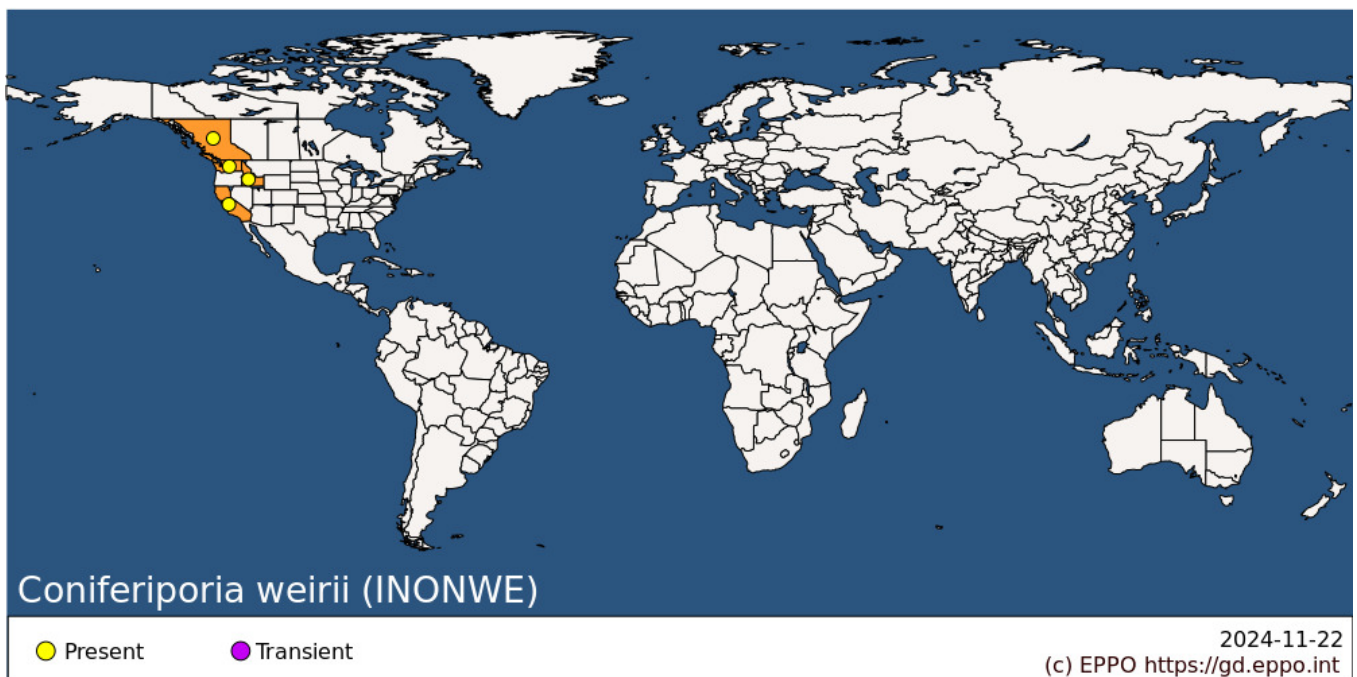 Coniferiporia weirii (INONWE)
Present
Transient
2024-11-22
(c) EPPO https://gd.eppo.int